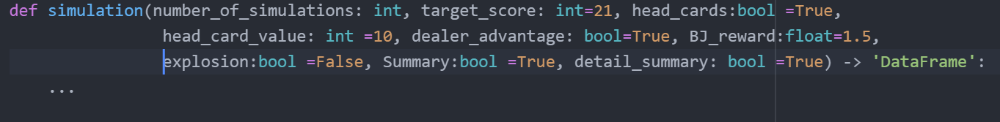 def simulation(number_of_simulations: int, target_score: int=21, head_cards:bool =True,
head_card_value: int =10, dealer_advantage: bool=True, BJ_reward:float=1.5,
explosion:bool =False, Summary:bool =True, detail_summary: bool =True) -> 'DataFrame':
...